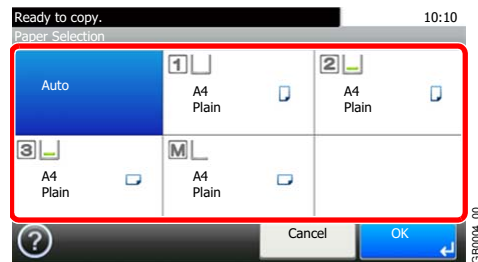 Ready to copy. 10:10
Paper Selection
Auto
1
A4
Plain
2
A4
Plain
3
A4
Plain
M
A4
Plain
?
Cancel
OK
GB0004_00